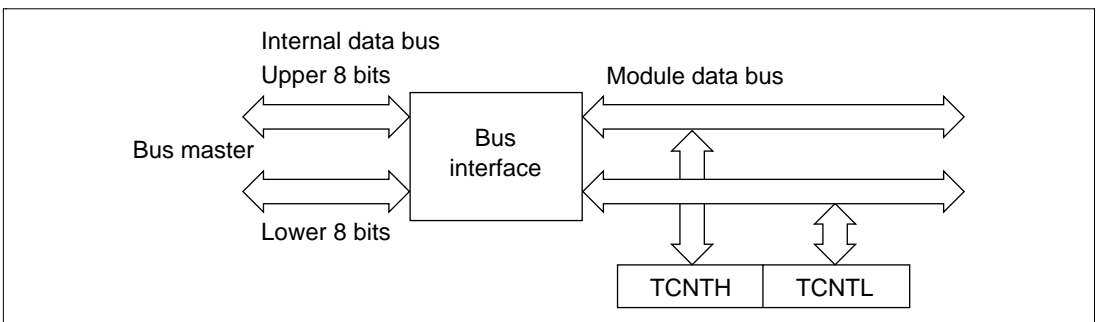 Internal data bus
Upper 8 bits
Module data bus
Bus master
Bus
interface
Lower 8 bits
TCNTH
TCNTL